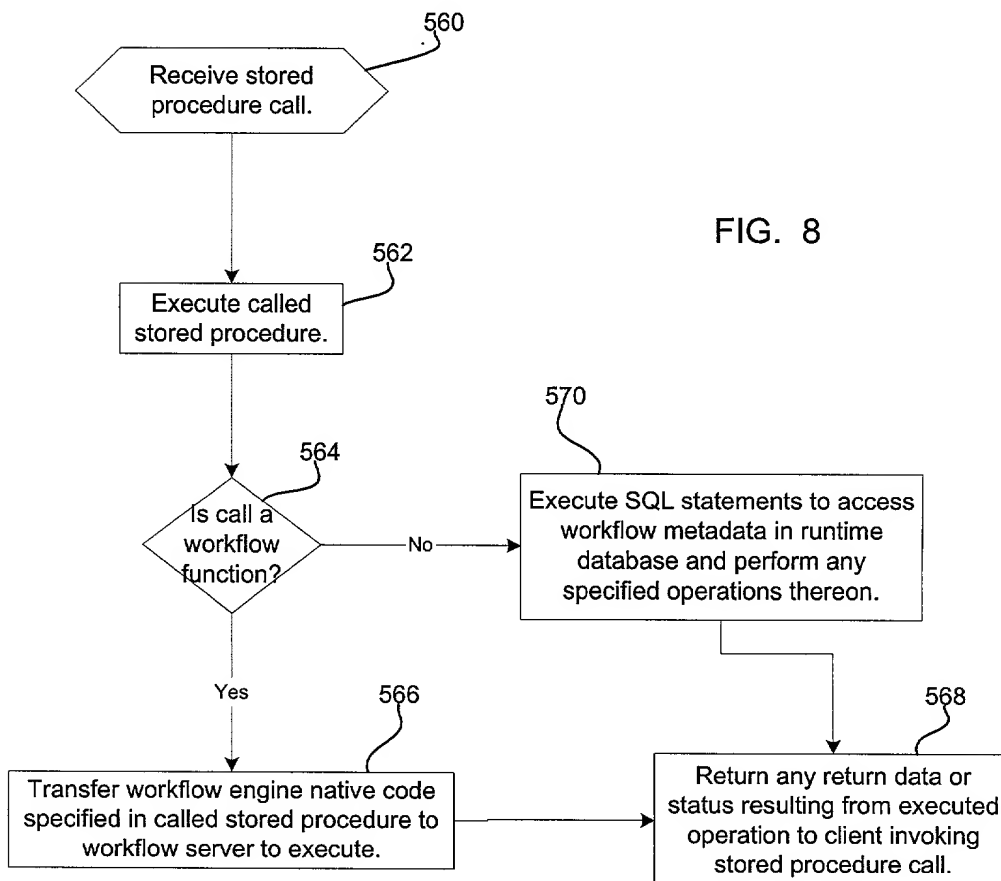 560
Receive stored
procedure call.
FIG. 8
562
Execute called
stored procedure.
564
Is call a
workflow
function?
No
570
Execute SQL statements to access
workflow metadata in runtime
database and perform any
specified operations thereon.
Yes
566
Transfer workflow engine native code
specified in called stored procedure to
workflow server to execute.
568
Return any return data or
status resulting from executed
operation to client invoking
stored procedure call.